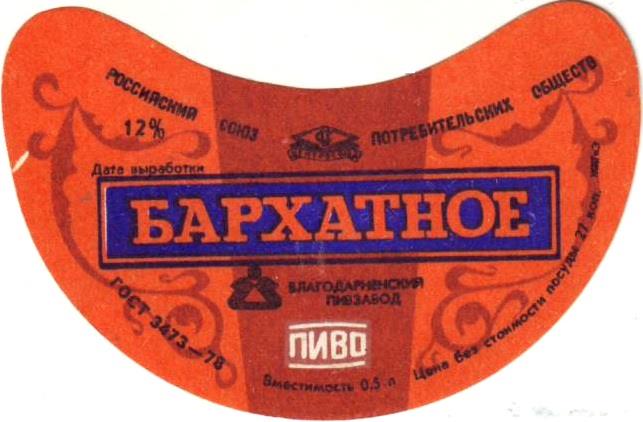 РОССИЙСКИЙ СОЮЗ ПОТРЕБИТЕЛЬСКИХ ОБЩЕСТВ
12%
Дата выработки
БАРХАТНОЕ
БЛАГОДАРНЕНСКИЙ
ПИВЗАВОД
ГОСТ 3473—78
ПИВО
Вместимость 0,5 л
Цена без стоимости посуды 27 коп.